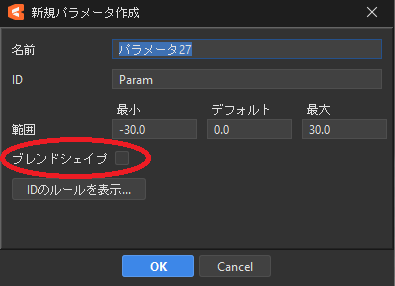 新規パラメータ作成
名前 パラメータ27
ID Param
最小 デフォルト 最大
範囲 -30.0 0.0 30.0
ブレンドシェイプ
IDのルールを表示...
OK Cancel